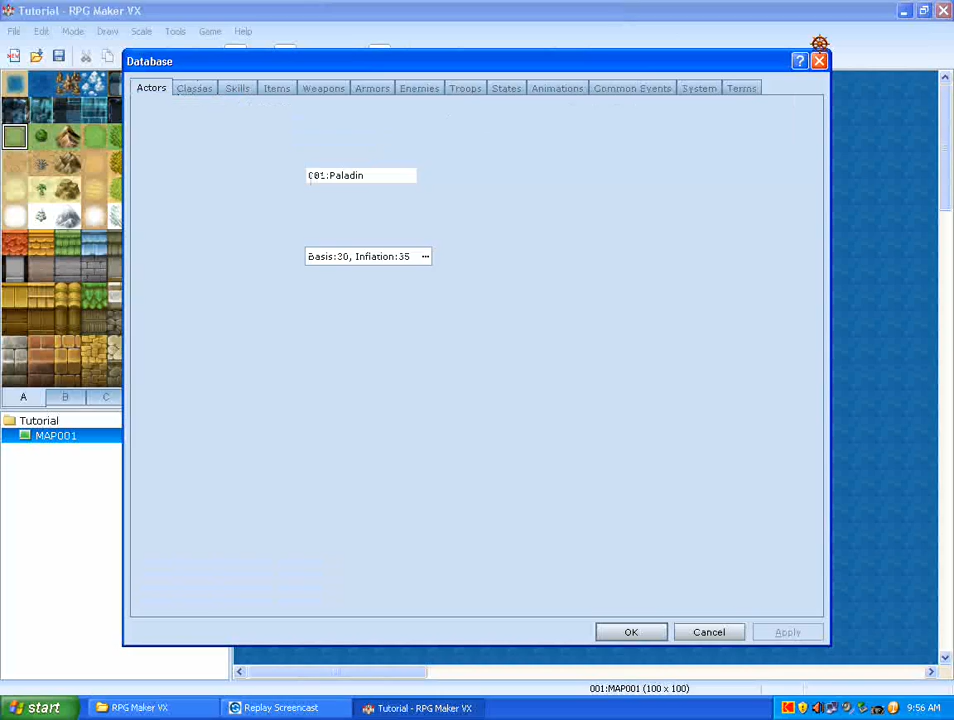 Tutorial - RPG Maker VX
File Edit Mode Draw Scale Tools Game Help
NEW
Database
Actors Classes Skills Items Weapons Armors Enemies Troops States Animations Common Events System Terms
001:Paladin
Basis:30, Inflation:35 ...
A B C
Tutorial
MAP001
OK Cancel Apply
001:MAP001 (100 x 100)
start RPG Maker VX Replay Screencast Tutorial - RPG Maker VX 9:56 AM